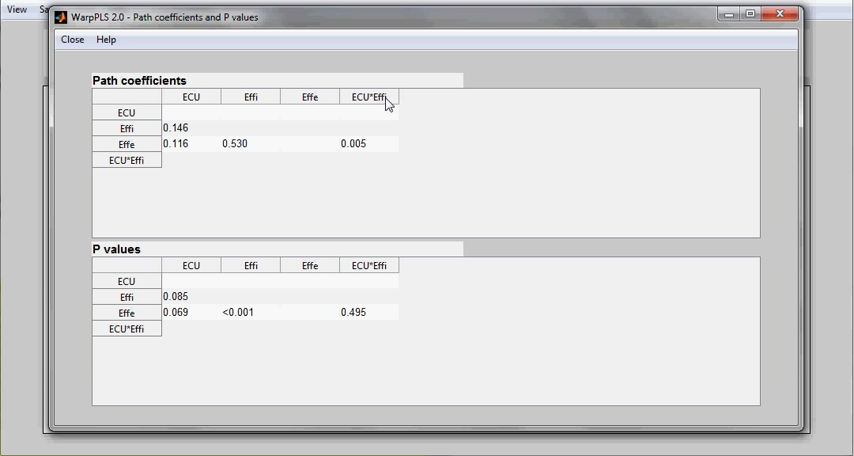 View Sa
WarpPLS 2.0 - Path coefficients and P values
Close Help
Path coefficients
ECU Effi Effe ECU*Effi
ECU
Effi 0.146
Effe 0.116 0.530 0.005
ECU*Effi
P values
ECU Effi Effe ECU*Effi
ECU
Effi 0.085
Effe 0.069 <0.001 0.495
ECU*Effi